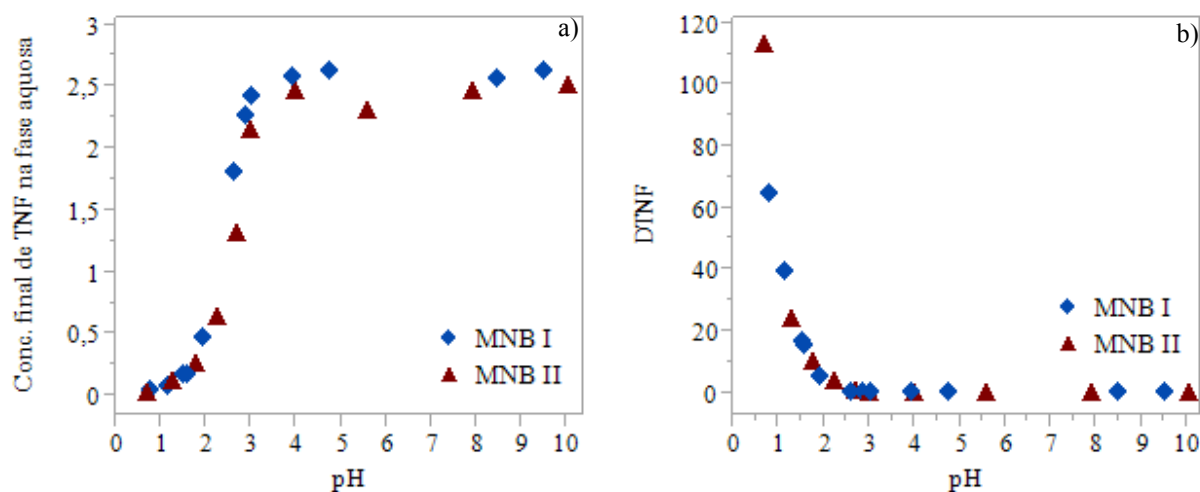 a)
Conc. final de TNF na fase aquosa
3
2,5
2
1,5
1
0,5
0
0 1 2 3 4 5 6 7 8 9 10
pH
MNB I
MNB II
b)
DTNF
120
100
80
60
40
20
0
0 1 2 3 4 5 6 7 8 9 10
pH
MNB I
MNB II